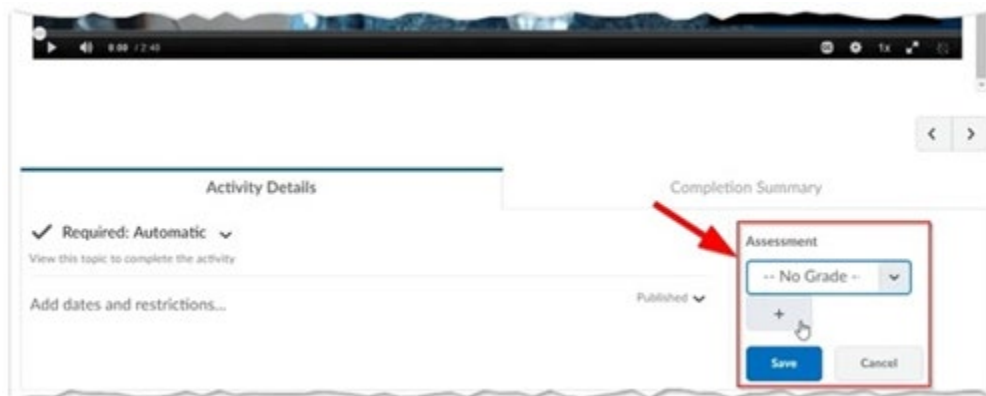 0:00 / 2:40
CC
1x
Activity Details
Completion Summary
Required: Automatic
View this topic to complete the activity
Add dates and restrictions...
Published
Assessment
-- No Grade --
+
Save
Cancel